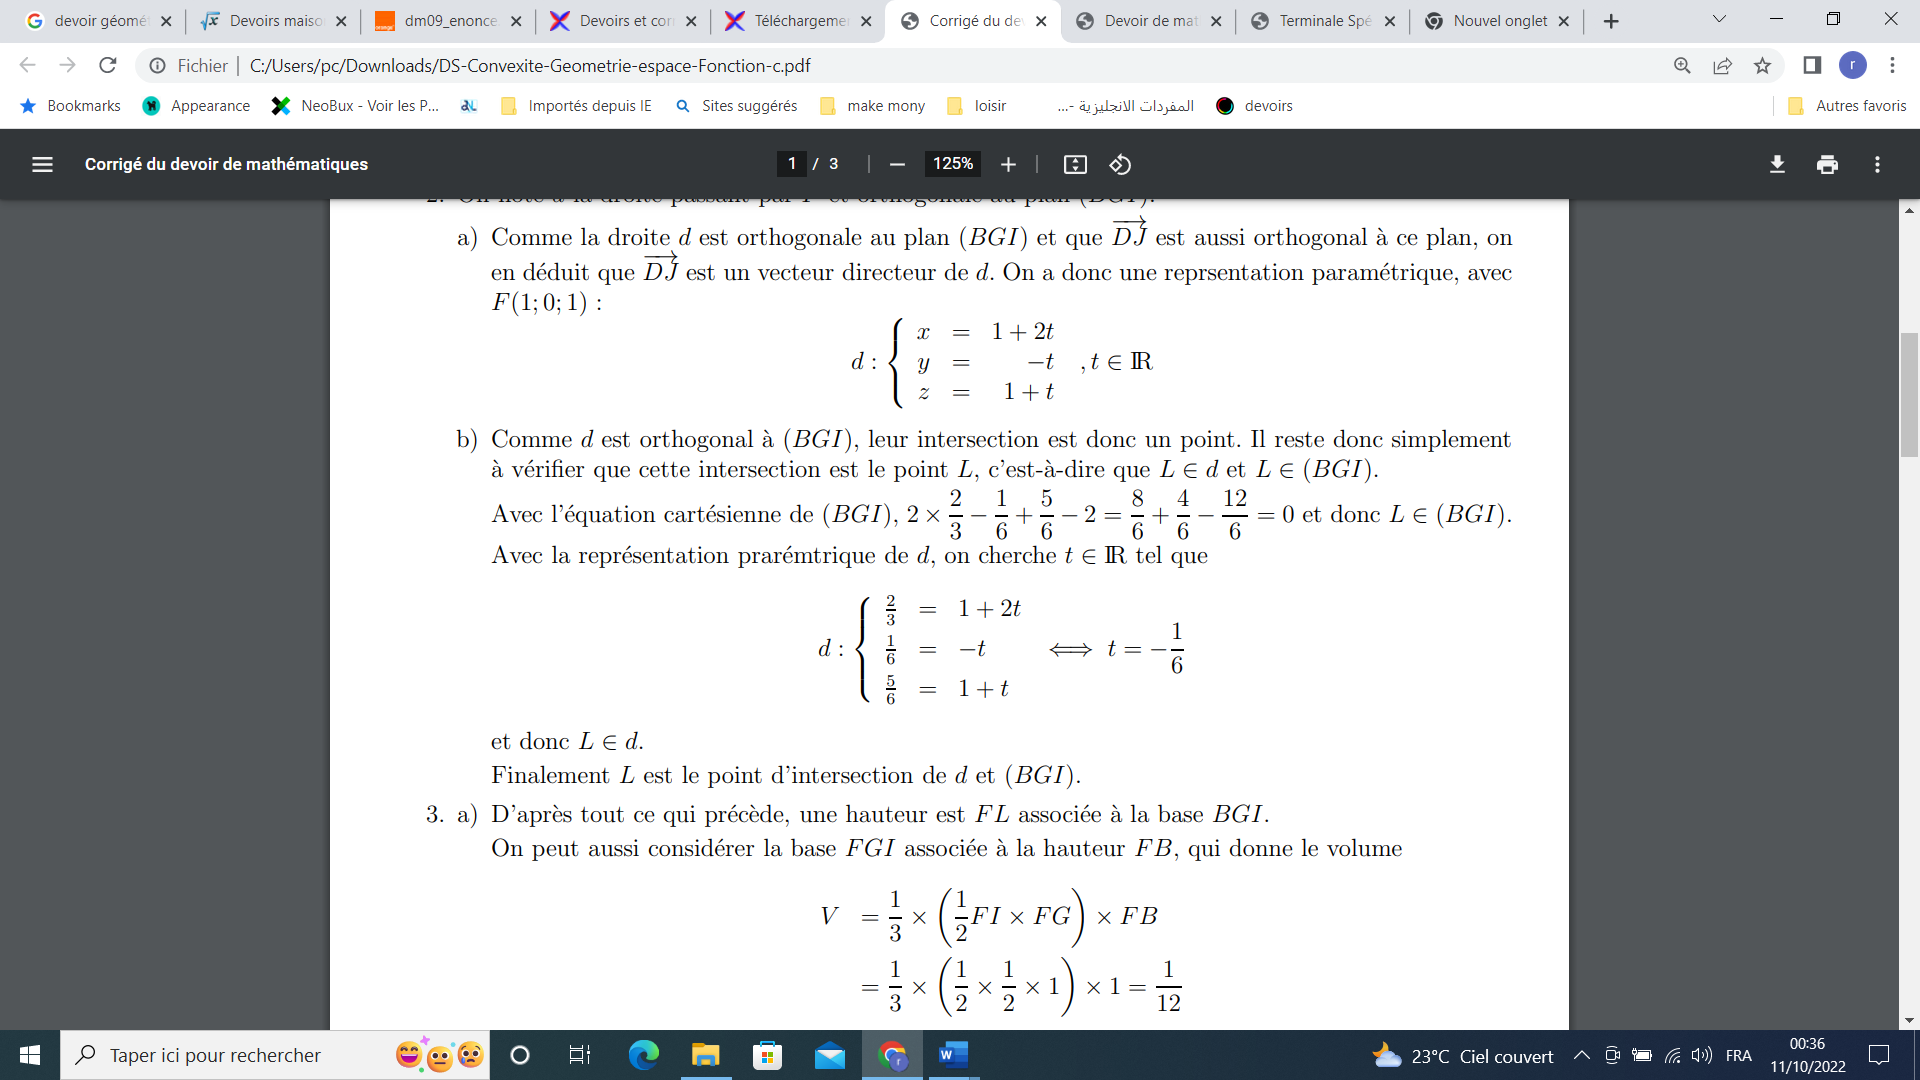 devoir géomé
Devoirs maiso
dm09_enonce
Devoirs et cor
Téléchargeme
Corrigé du de
Devoir de mat
Terminale Spé
Nouvel onglet
Fichier | C:/Users/pc/Downloads/DS-Convexite-Geometrie-espace-Fonction-c.pdf
r
Bookmarks
Appearance
NeoBux - Voir les P...
Importés depuis IE
Sites suggérés
make mony
loisir
المفردات الانجليزية -...
devoirs
Autres favoris
Corrigé du devoir de mathématiques
1 / 3 | − 125% +
a) Comme la droite d est orthogonale au plan (BGI) et que \overrightarrow{DJ} est aussi orthogonal à ce plan, on
en déduit que \overrightarrow{DJ} est un vecteur directeur de d. On a donc une reprsentation paramétrique, avec
F(1; 0; 1) :
x = 1 + 2t
d : { y = −t , t ∈ ℝ
z = 1 + t
b) Comme d est orthogonal à (BGI), leur intersection est donc un point. Il reste donc simplement
à vérifier que cette intersection est le point L, c'est-à-dire que L ∈ d et L ∈ (BGI).
Avec l'équation cartésienne de (BGI), 2 × 2/3 − 1/6 + 5/6 − 2 = 8/6 + 4/6 − 12/6 = 0 et donc L ∈ (BGI).
Avec la représentation prarémtrique de d, on cherche t ∈ ℝ tel que
2/3 = 1 + 2t
d : { 1/6 = −t ⟺ t = −1/6
5/6 = 1 + t
et donc L ∈ d.
Finalement L est le point d'intersection de d et (BGI).
3. a) D'après tout ce qui précède, une hauteur est FL associée à la base BGI.
On peut aussi considérer la base FGI associée à la hauteur FB, qui donne le volume
V = 1/3 × (1/2 FI × FG) × FB
= 1/3 × (1/2 × 1/2 × 1) × 1 = 1/12
Taper ici pour rechercher
23°C Ciel couvert
FRA
00:36
11/10/2022